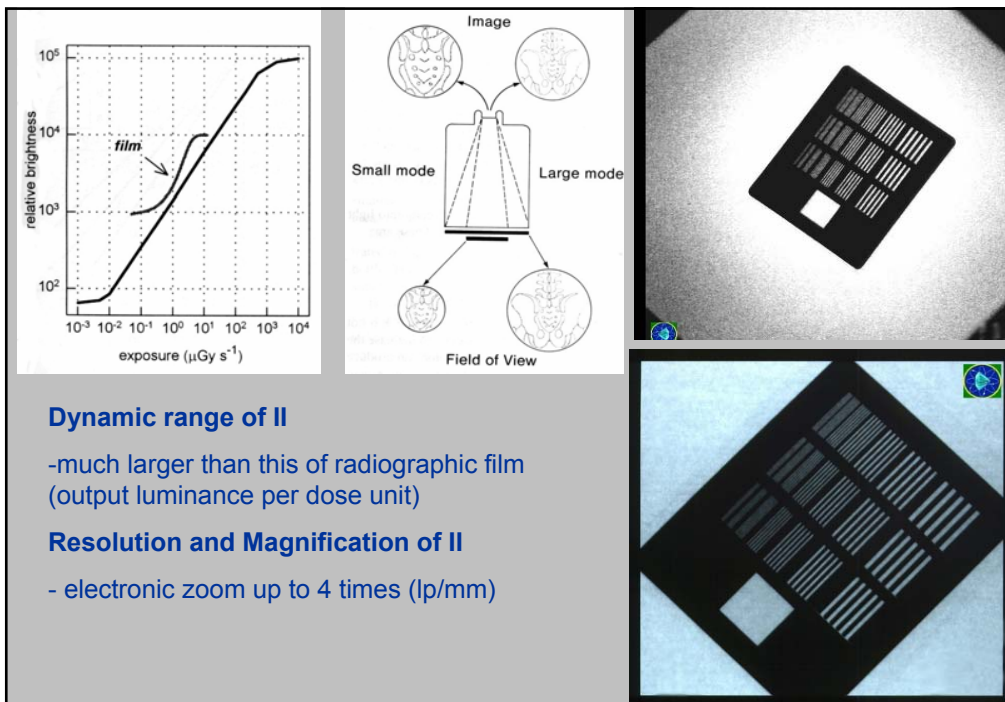 relative brightness
10⁵
10⁴
10³
10²
film
10⁻³ 10⁻² 10⁻¹ 10⁰ 10¹ 10² 10³ 10⁴
exposure (μGy s⁻¹)
Image
Small mode
Large mode
Field of View
Dynamic range of II
-much larger than this of radiographic film
(output luminance per dose unit)
Resolution and Magnification of II
- electronic zoom up to 4 times (lp/mm)